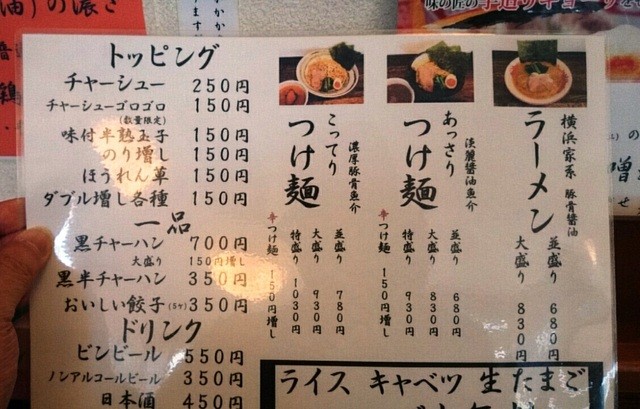 トッピング
チャーシュー 250円
チャーシューゴロゴロ 150円
(数量限定)
味付半熟玉子 150円
のり増し 150円
ほうれん草 150円
ダブル増し各種 150円
一品
黒チャーハン 700円
大盛り 150円増し
黒半チャーハン 350円
おいしい餃子(5ケ) 350円
ドリンク
ビンビール 550円
ノンアルコールビール 350円
日本酒 450円
横浜家系 豚骨醤油
ラーメン
並盛り 680円
大盛り 830円
淡麗醤油魚介
あっさり
つけ麺
並盛り 680円
大盛り 830円
特盛り 930円
辛つけ麺 150円増し
濃厚豚骨魚介
こってり
つけ麺
並盛り 780円
大盛り 930円
特盛り 1030円
辛つけ麺 150円増し
ライス キャベツ 生たまご